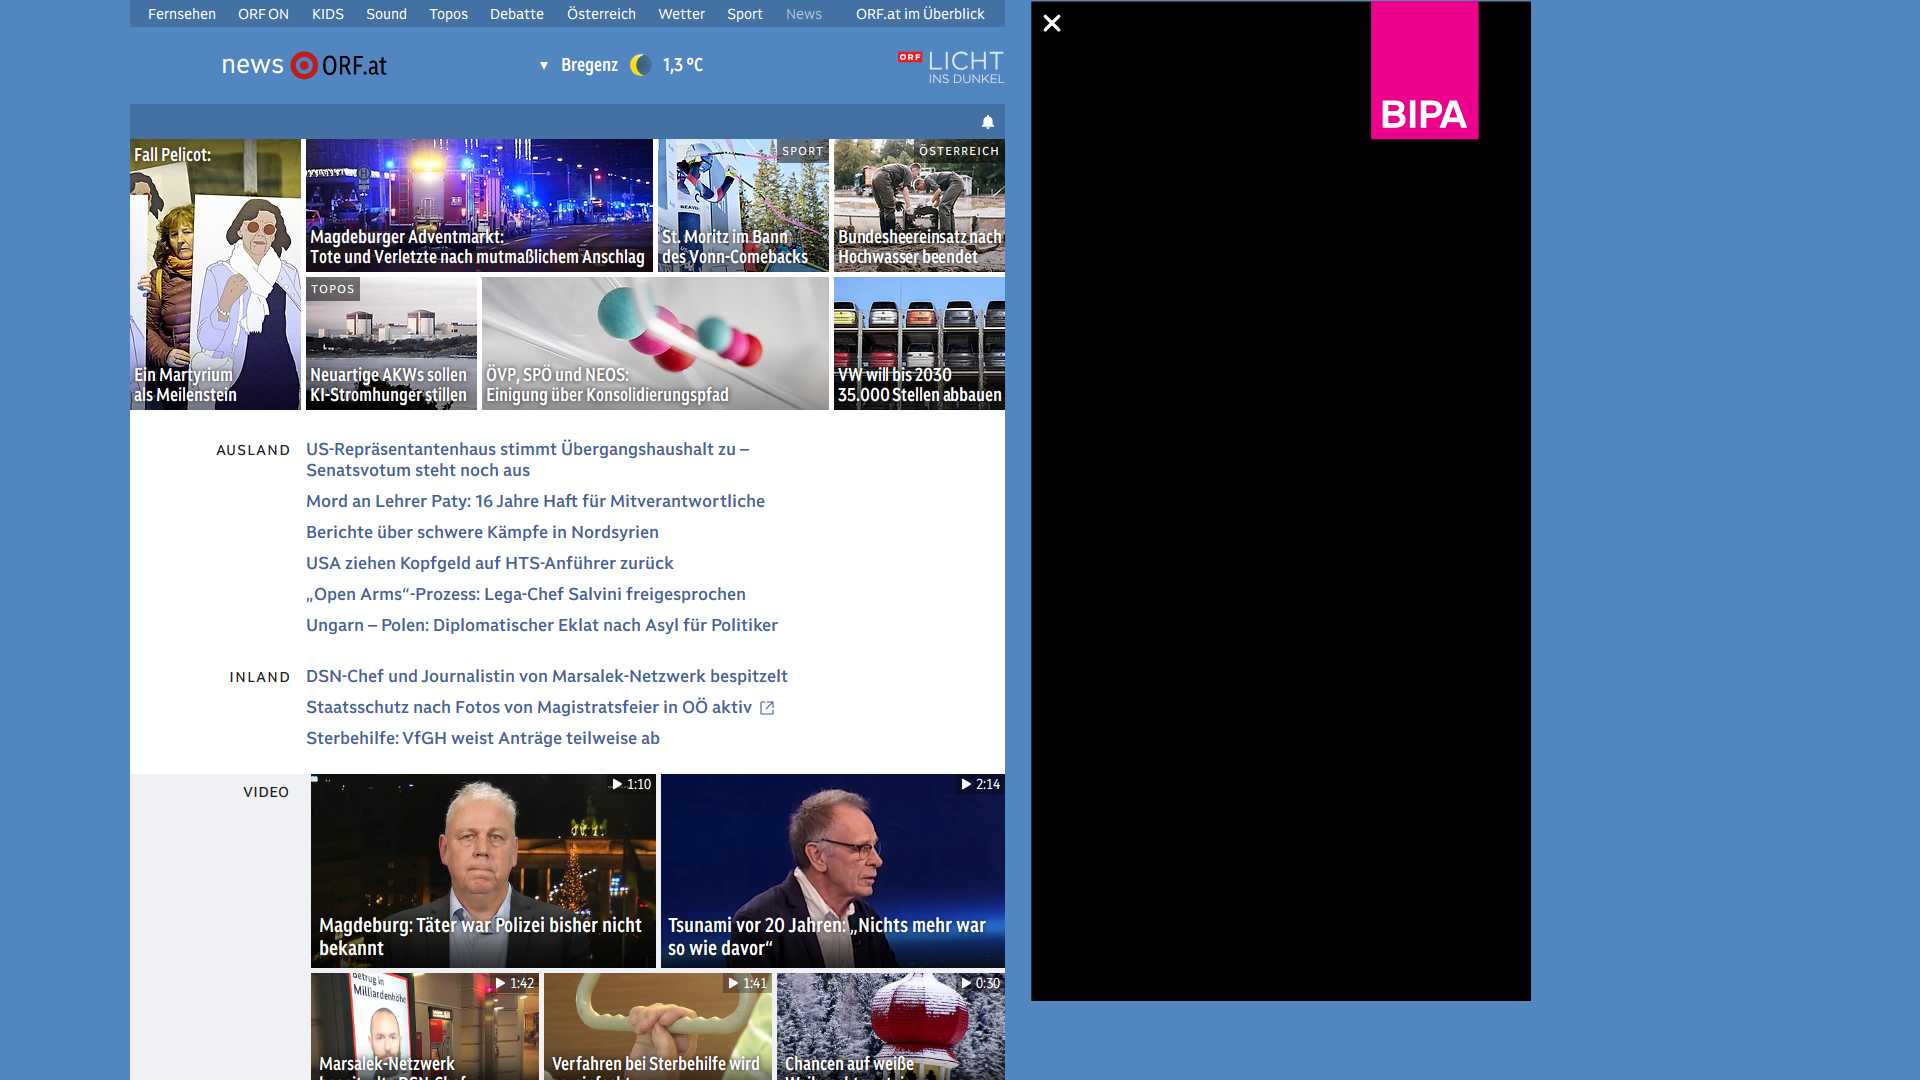 Fernsehen ORF ON KIDS Sound Topos Debatte Österreich Wetter Sport News ORF.at im Überblick
news ORF.at
Bregenz 1,3 °C
ORF LICHT
INS DUNKEL
BIPA
Fall Pelicot:
Ein Martyrium
als Meilenstein
Magdeburger Adventmarkt:
Tote und Verletzte nach mutmaßlichem Anschlag
SPORT
St. Moritz im Bann
des Vonn-Comebacks
ÖSTERREICH
Bundesheereinsatz nach
Hochwasser beendet
TOPOS
Neuartige AKWs sollen
KI-Stromhunger stillen
ÖVP, SPÖ und NEOS:
Einigung über Konsolidierungspfad
VW will bis 2030
35.000 Stellen abbauen
AUSLAND
US-Repräsentantenhaus stimmt Übergangshaushalt zu –
Senatsvotum steht noch aus
Mord an Lehrer Paty: 16 Jahre Haft für Mitverantwortliche
Berichte über schwere Kämpfe in Nordsyrien
USA ziehen Kopfgeld auf HTS-Anführer zurück
„Open Arms“-Prozess: Lega-Chef Salvini freigesprochen
Ungarn – Polen: Diplomatischer Eklat nach Asyl für Politiker
INLAND
DSN-Chef und Journalistin von Marsalek-Netzwerk bespitzelt
Staatsschutz nach Fotos von Magistratsfeier in OÖ aktiv
Sterbehilfe: VfGH weist Anträge teilweise ab
VIDEO
1:10
Magdeburg: Täter war Polizei bisher nicht
bekannt
2:14
Tsunami vor 20 Jahren: „Nichts mehr war
so wie davor“
1:42
Betrug in
Milliardenhöhe
Marsalek-Netzwerk
1:41
Verfahren bei Sterbehilfe wird
0:30
Chancen auf weiße